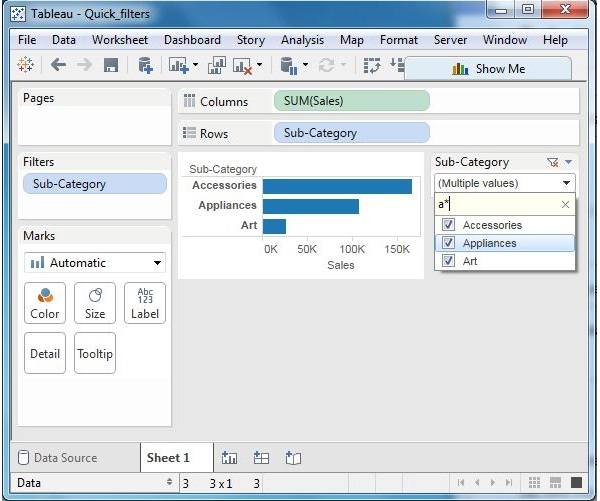 Tableau - Quick_filters
File Data Worksheet Dashboard Story Analysis Map Format Server Window Help
Show Me
Pages
Columns SUM(Sales)
Rows Sub-Category
Filters
Sub-Category
Marks
Automatic
Color Size Abc 123 Label
Detail Tooltip
Sub-Category
Accessories
Appliances
Art
0K 50K 100K 150K
Sales
Sub-Category
(Multiple values)
a*
Accessories
Appliances
Art
Data Source Sheet 1
Data 3 3 x 1 3